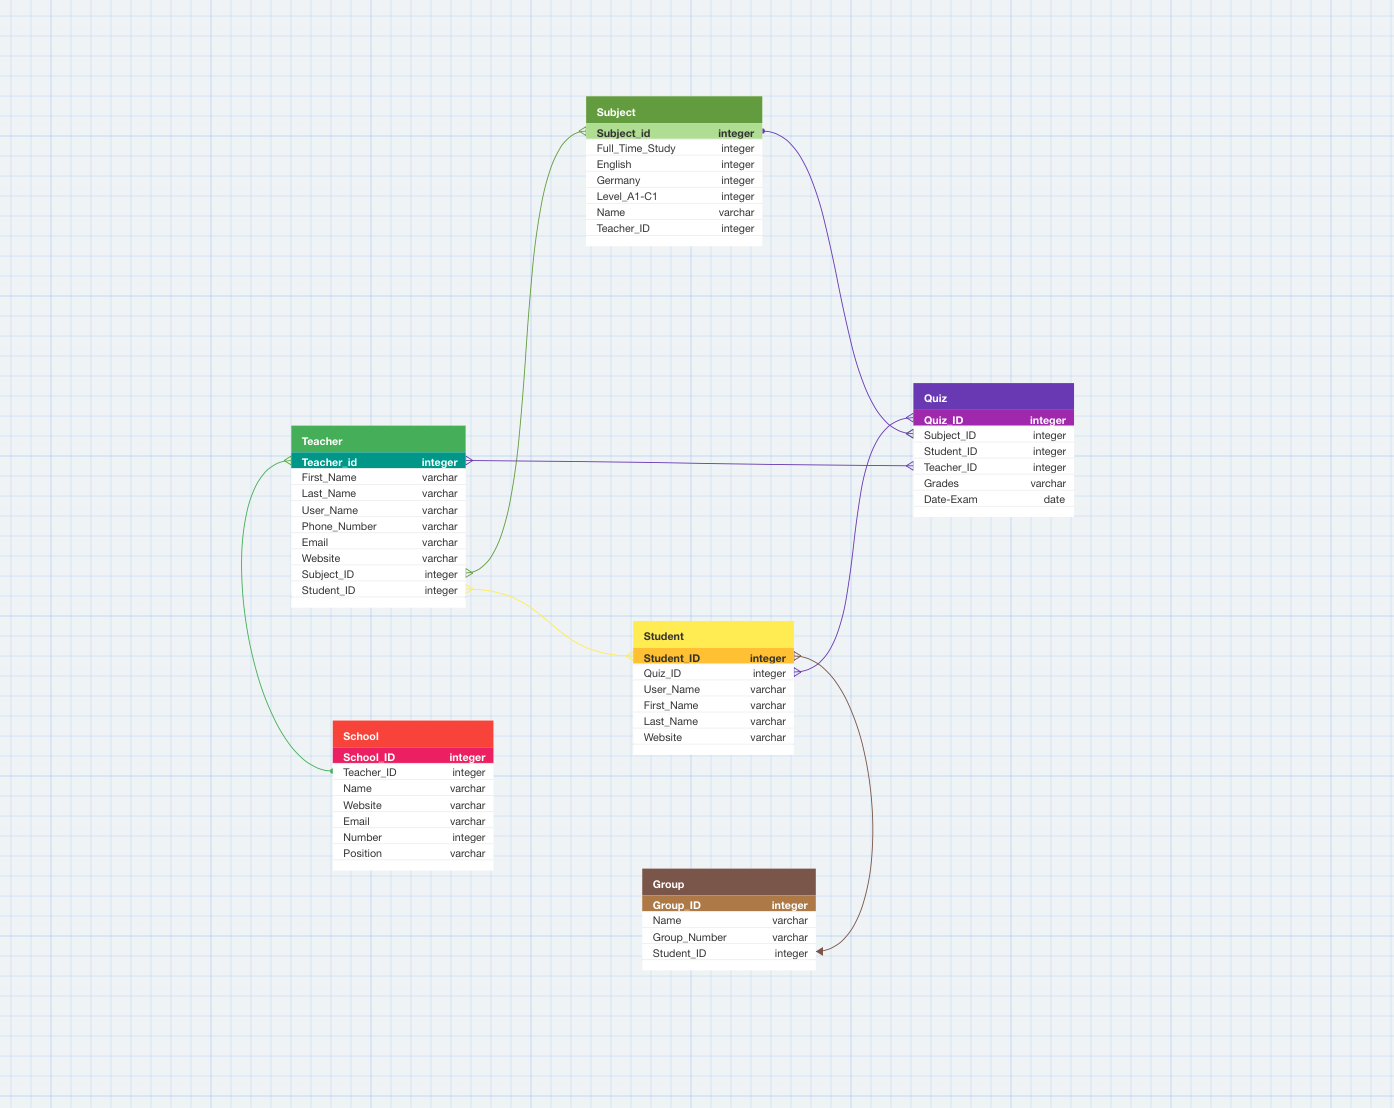 Subject
Subject_id integer
Full_Time_Study integer
English integer
Germany integer
Level_A1-C1 integer
Name varchar
Teacher_ID integer
Quiz
Quiz_ID integer
Subject_ID integer
Student_ID integer
Teacher_ID integer
Grades varchar
Date-Exam date
Teacher
Teacher_id integer
First_Name varchar
Last_Name varchar
User_Name varchar
Phone_Number varchar
Email varchar
Website varchar
Subject_ID integer
Student_ID integer
Student
Student_ID integer
Quiz_ID integer
User_Name varchar
First_Name varchar
Last_Name varchar
Website varchar
School
School_ID integer
Teacher_ID integer
Name varchar
Website varchar
Email varchar
Number integer
Position varchar
Group
Group_ID integer
Name varchar
Group_Number varchar
Student_ID integer